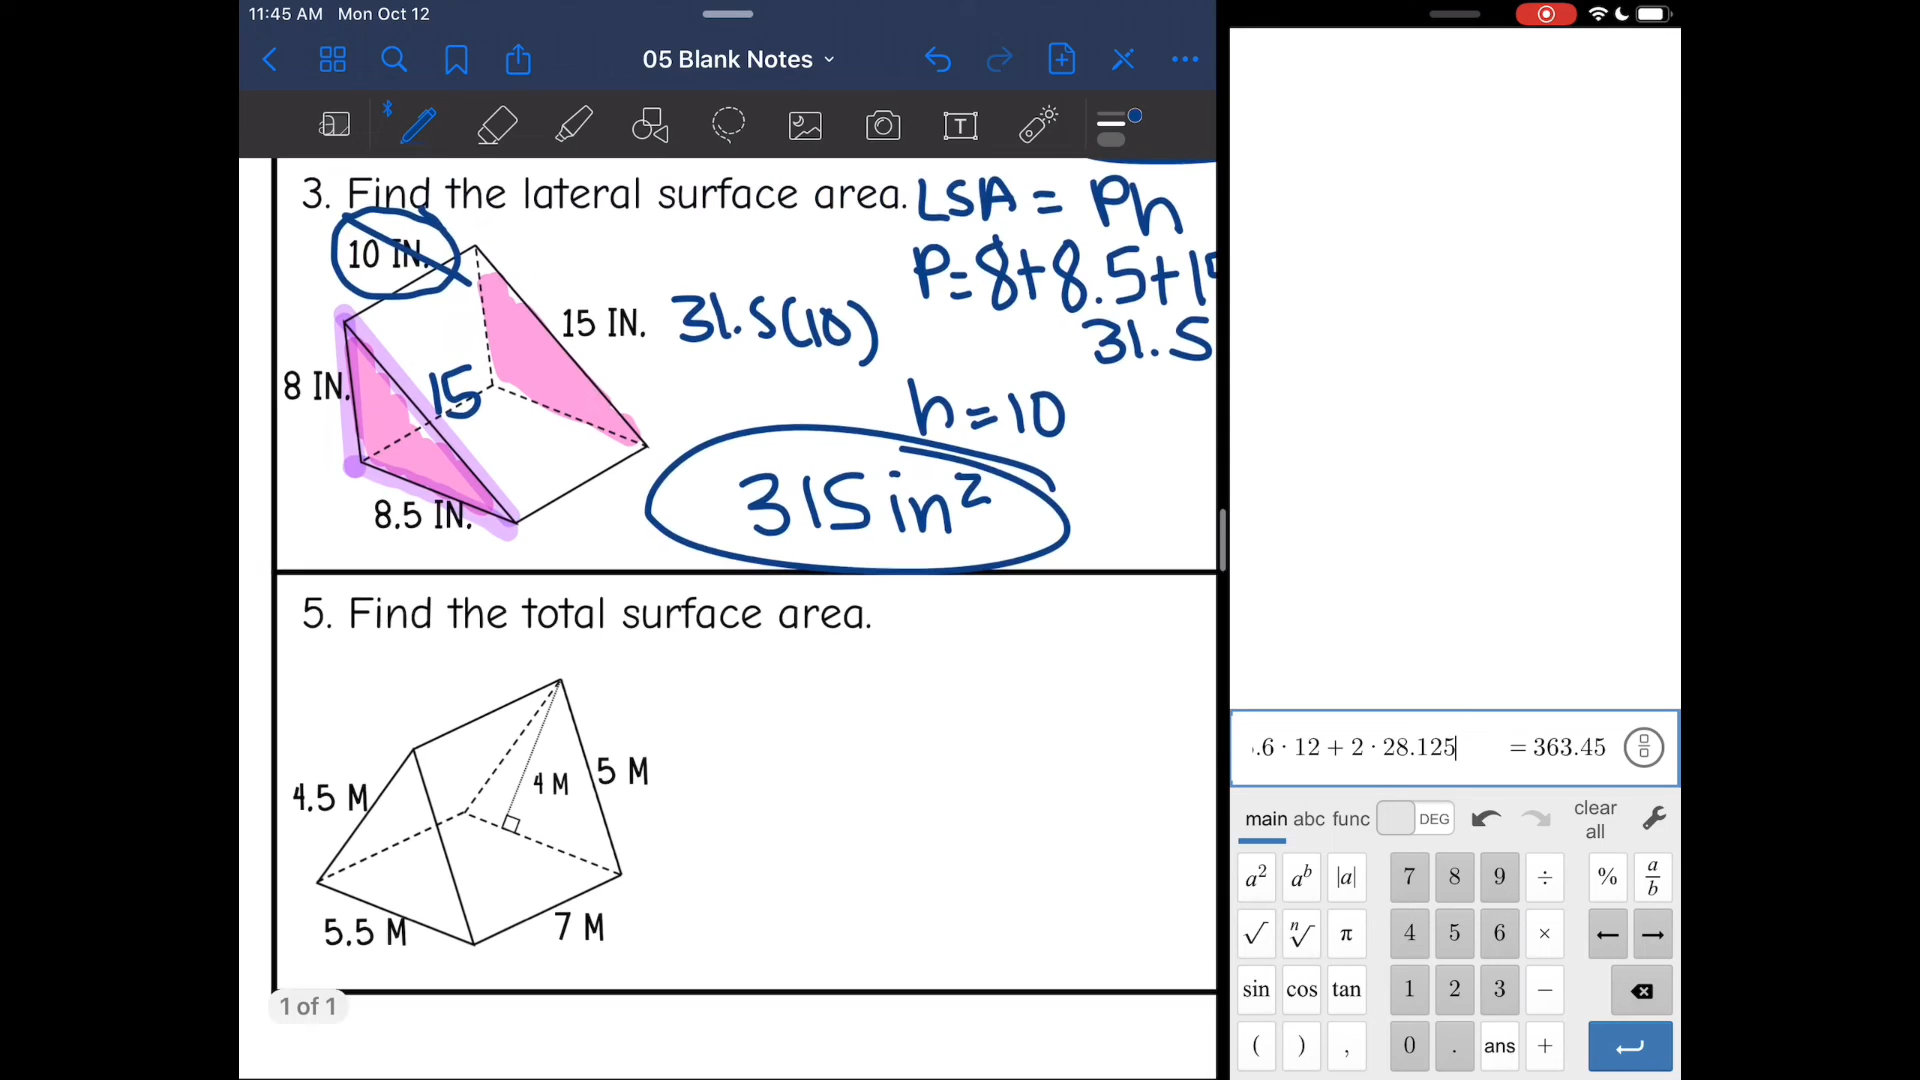 11:45 AM Mon Oct 12
05 Blank Notes
T
3. Find the lateral surface area.
LSA = Ph
10 IN.
P=8+8.5+15
15 IN.
31.5(10)
31.5
8 IN.
15
h=10
8.5 IN.
315 in²
5. Find the total surface area.
4.5 M
4 M
5 M
5.5 M
7 M
1 of 1
.6 · 12 + 2 · 28.125 = 363.45
main abc func DEG clear all
a² aᵇ |a| 7 8 9 ÷ % a/b
√ ⁿ√ π 4 5 6 × ← →
sin cos tan 1 2 3 −
( ) , 0 . ans +